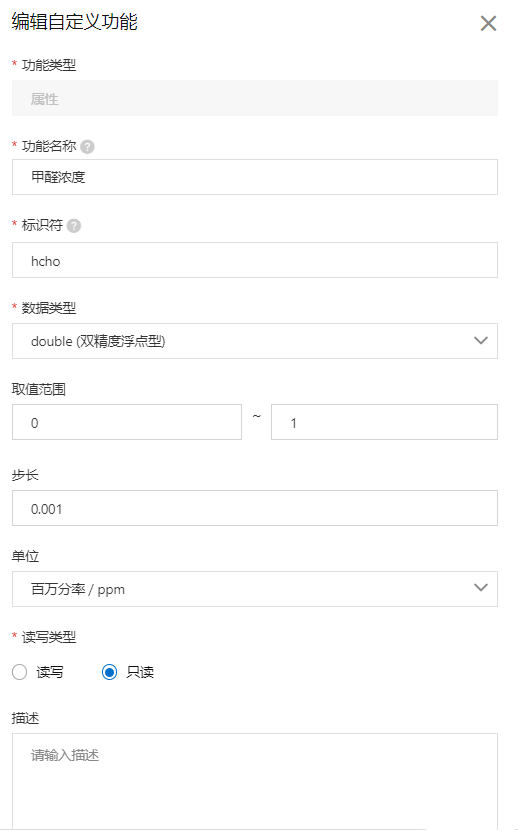 编辑自定义功能
* 功能类型
属性
* 功能名称 ?
甲醛浓度
* 标识符 ?
hcho
* 数据类型
double (双精度浮点型)
取值范围
0 ~ 1
步长
0.001
单位
百万分率 / ppm
* 读写类型
读写 只读
描述
请输入描述